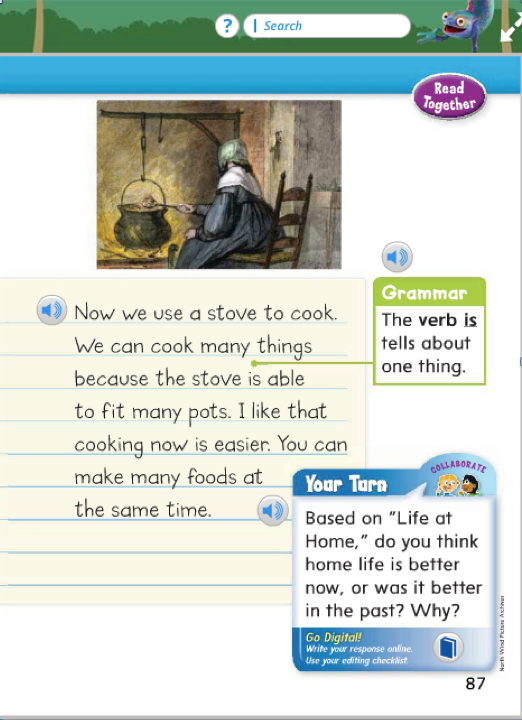 ?
Search
Read
Together
Now we use a stove to cook.
We can cook many things
because the stove is able
to fit many pots. I like that
cooking now is easier. You can
make many foods at
the same time.
Grammar
The verb is
tells about
one thing.
COLLABORATE
Your Turn
Based on “Life at
Home,” do you think
home life is better
now, or was it better
in the past? Why?
Go Digital!
Write your response online.
Use your editing checklist.
North Wind Picture Archives
87